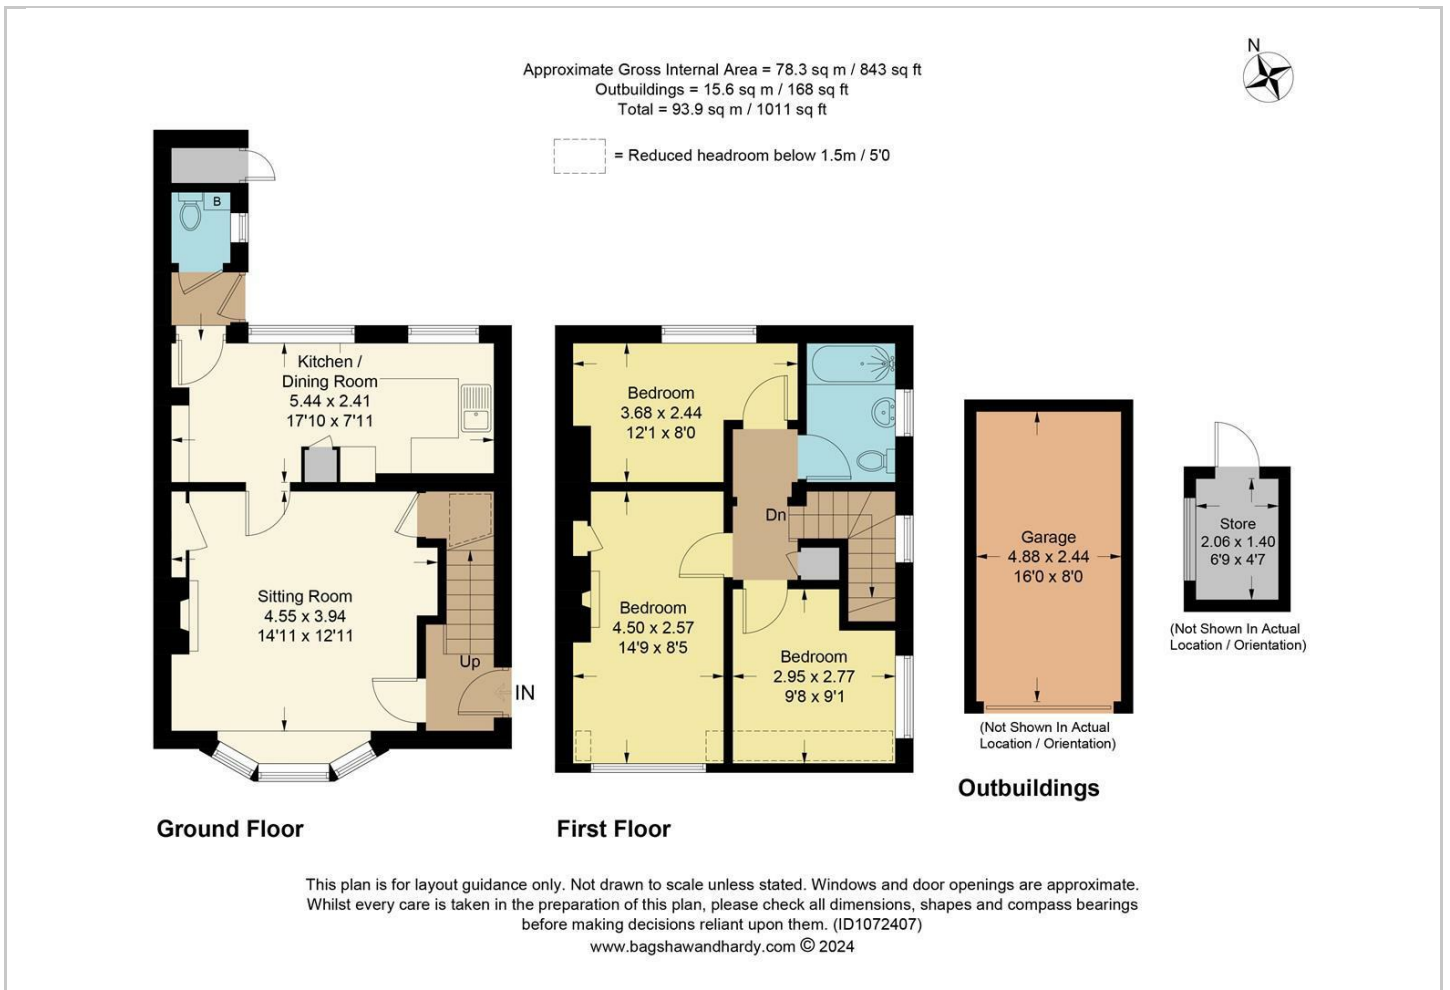 Approximate Gross Internal Area = 78.3 sq m / 843 sq ft
Outbuildings = 15.6 sq m / 168 sq ft
Total = 93.9 sq m / 1011 sq ft
= Reduced headroom below 1.5m / 5'0
N
B
Kitchen /
Dining Room
5.44 x 2.41
17'10 x 7'11
Sitting Room
4.55 x 3.94
14'11 x 12'11
Up
IN
Ground Floor
Bedroom
3.68 x 2.44
12'1 x 8'0
Dn
Bedroom
4.50 x 2.57
14'9 x 8'5
Bedroom
2.95 x 2.77
9'8 x 9'1
First Floor
Garage
4.88 x 2.44
16'0 x 8'0
(Not Shown In Actual
Location / Orientation)
Store
2.06 x 1.40
6'9 x 4'7
(Not Shown In Actual
Location / Orientation)
Outbuildings
This plan is for layout guidance only. Not drawn to scale unless stated. Windows and door openings are approximate.
Whilst every care is taken in the preparation of this plan, please check all dimensions, shapes and compass bearings
before making decisions reliant upon them. (ID1072407)
www.bagshawandhardy.com © 2024